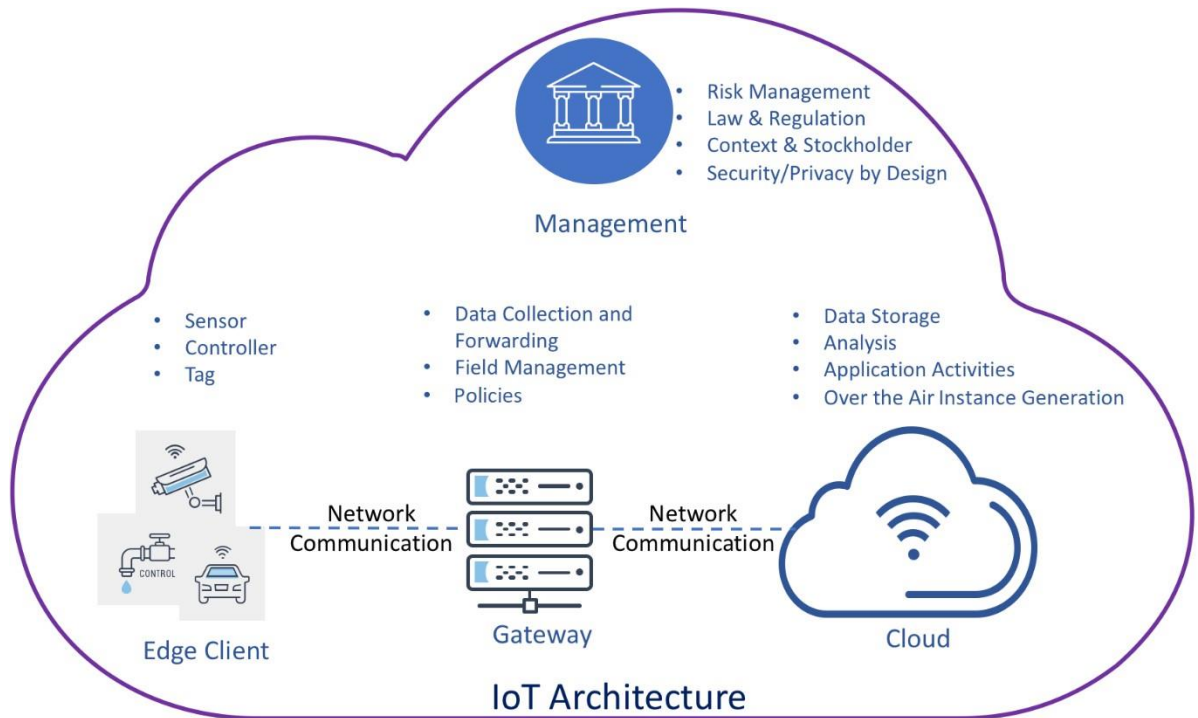 • Risk Management
• Law & Regulation
• Context & Stockholder
• Security/Privacy by Design
Management
• Sensor
• Controller
• Tag
• Data Collection and
Forwarding
• Field Management
• Policies
• Data Storage
• Analysis
• Application Activities
• Over the Air Instance Generation
CONTROL
Network
Communication
Network
Communication
Edge Client
Gateway
Cloud
IoT Architecture